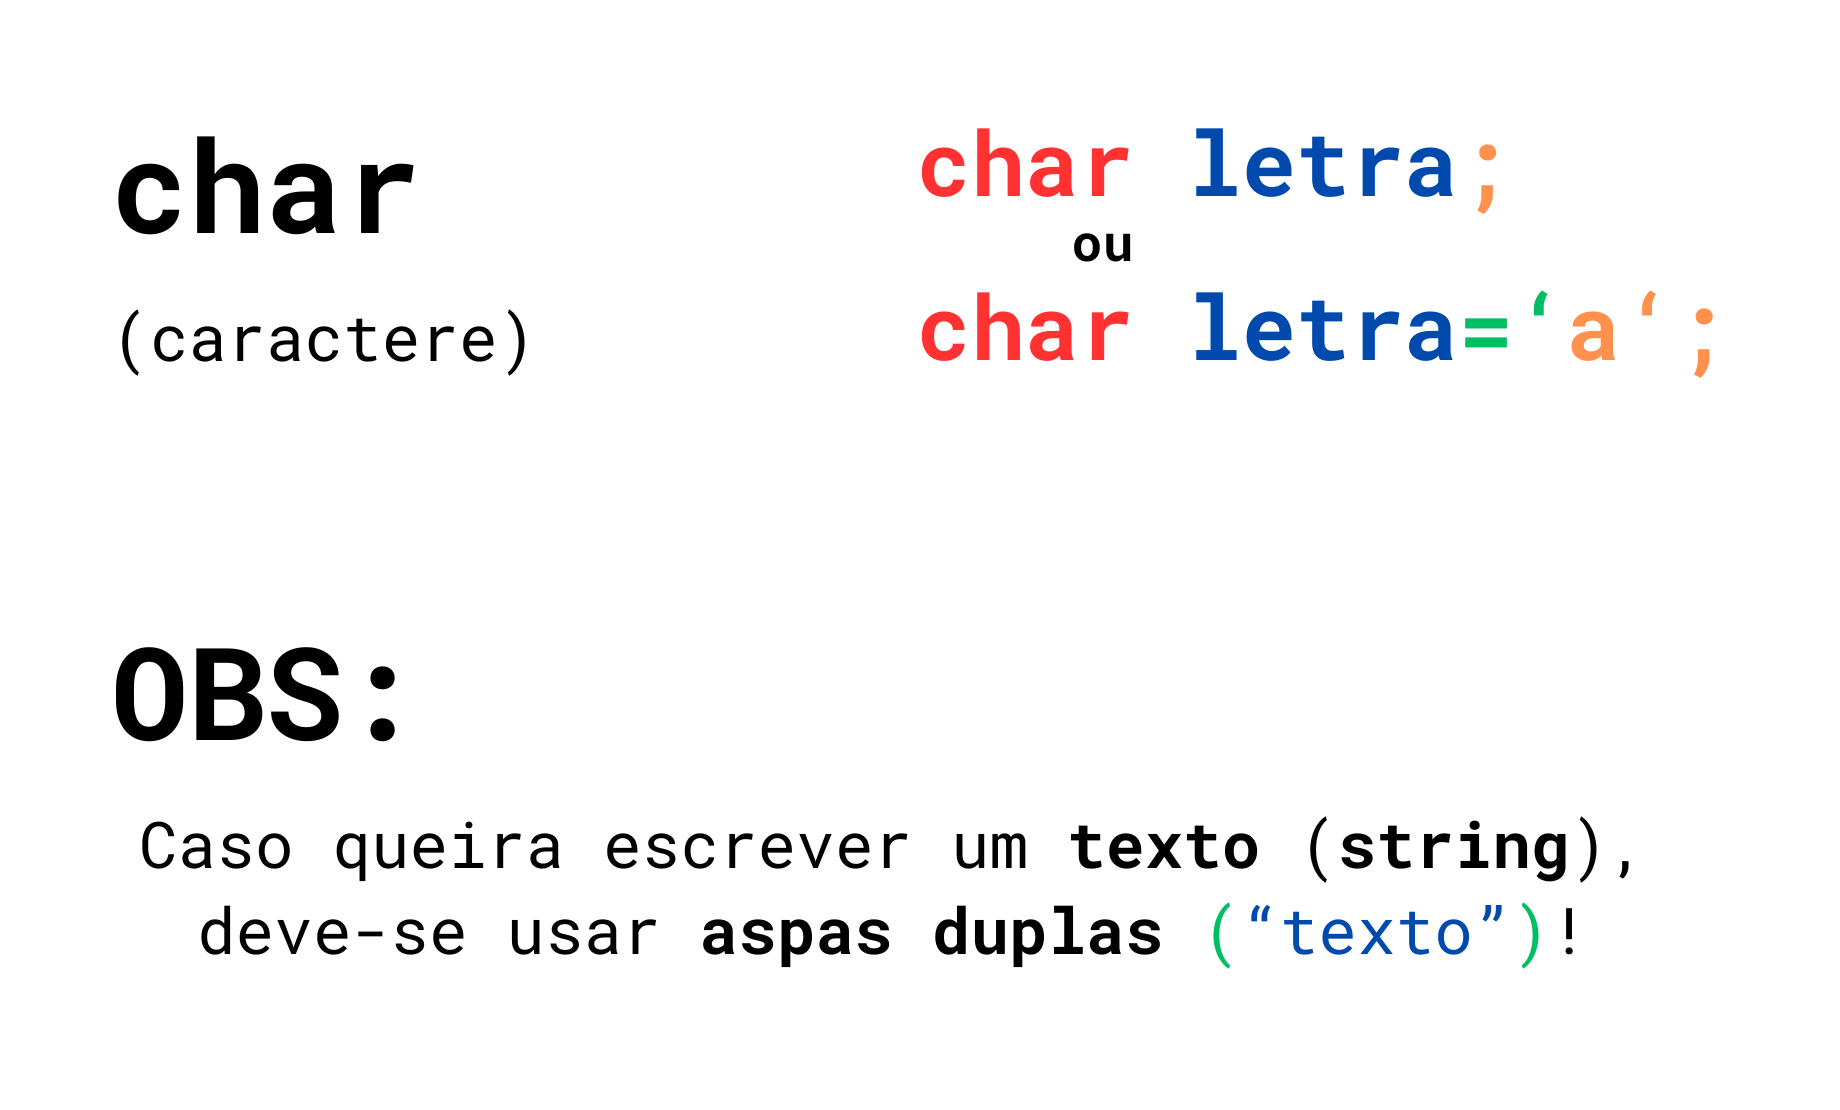 char
(caractere)
char letra;
ou
char letra=‘a‘;
OBS:
Caso queira escrever um texto (string),
deve-se usar aspas duplas (“texto”)!